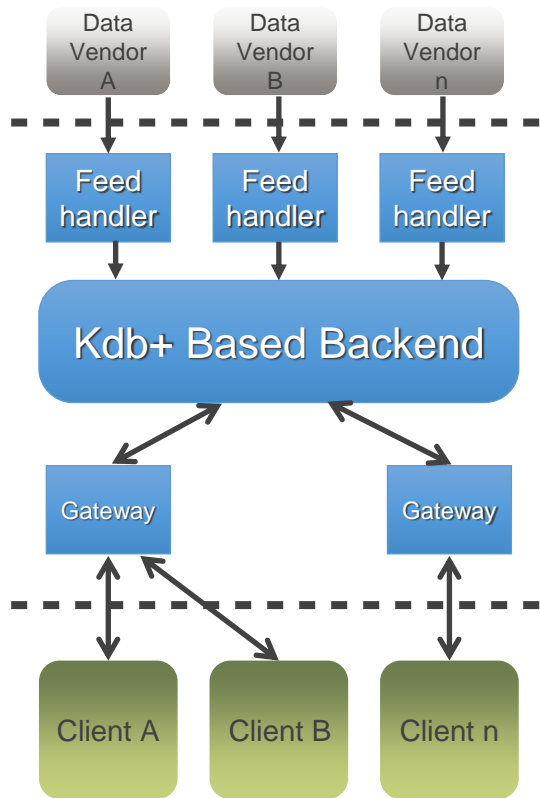 Data
Vendor
A
Data
Vendor
B
Data
Vendor
n
Feed
handler
Feed
handler
Feed
handler
Kdb+ Based Backend
Gateway
Gateway
Client A
Client B
Client n